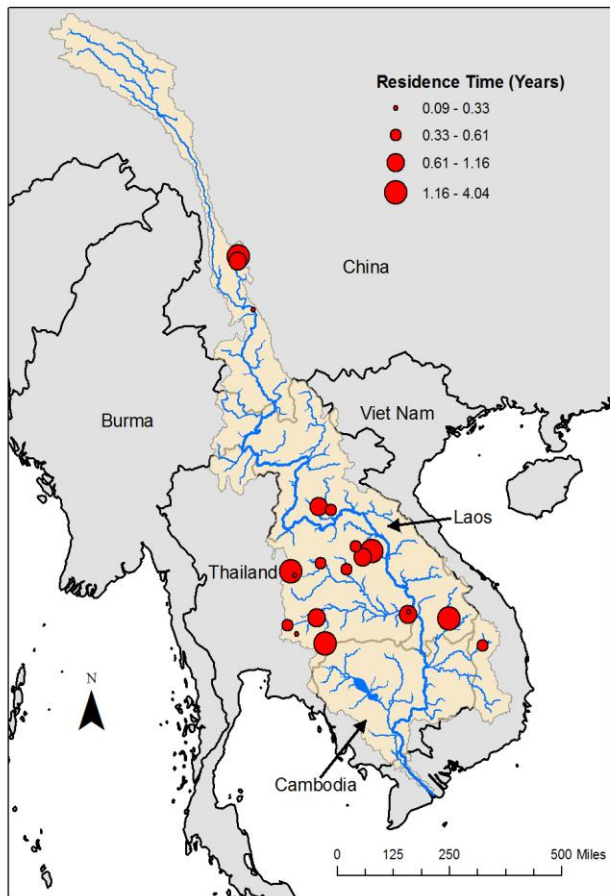 Residence Time (Years)
0.09 - 0.33
0.33 - 0.61
0.61 - 1.16
1.16 - 4.04
China
Burma
Viet Nam
Laos
Thailand
N
Cambodia
0 125 250 500 Miles